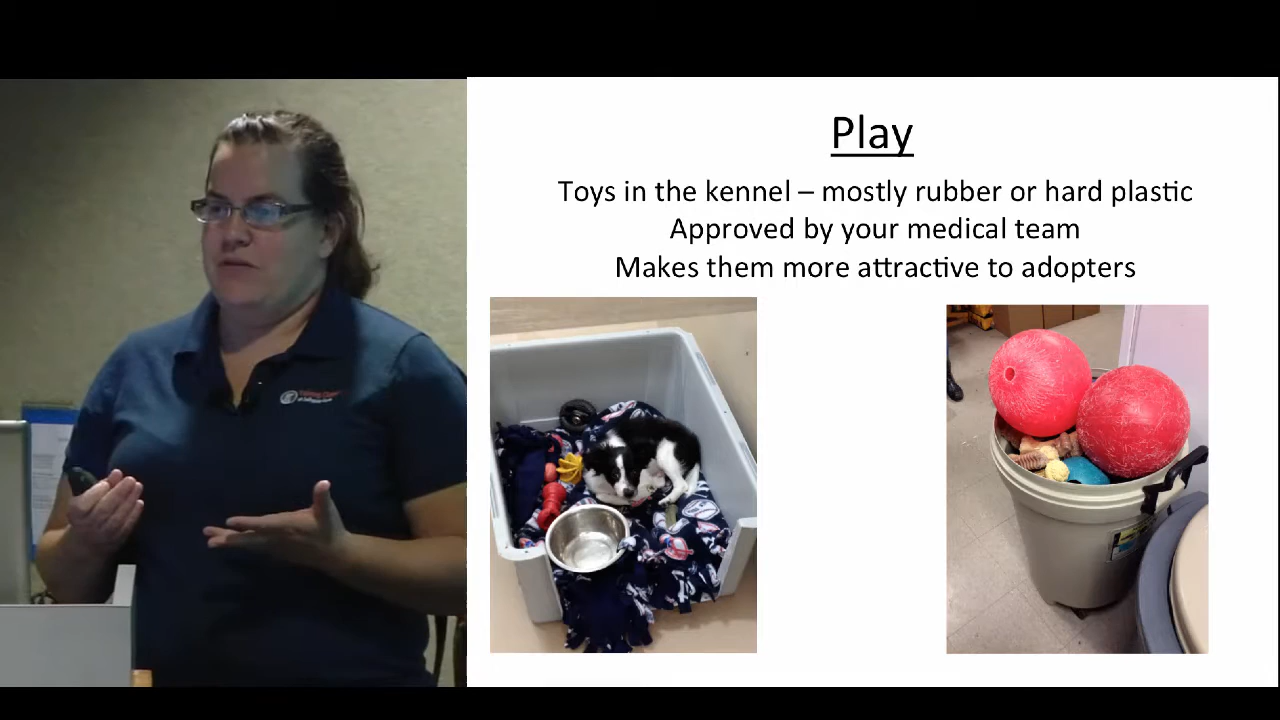 Play
Toys in the kennel – mostly rubber or hard plastic
Approved by your medical team
Makes them more attractive to adopters